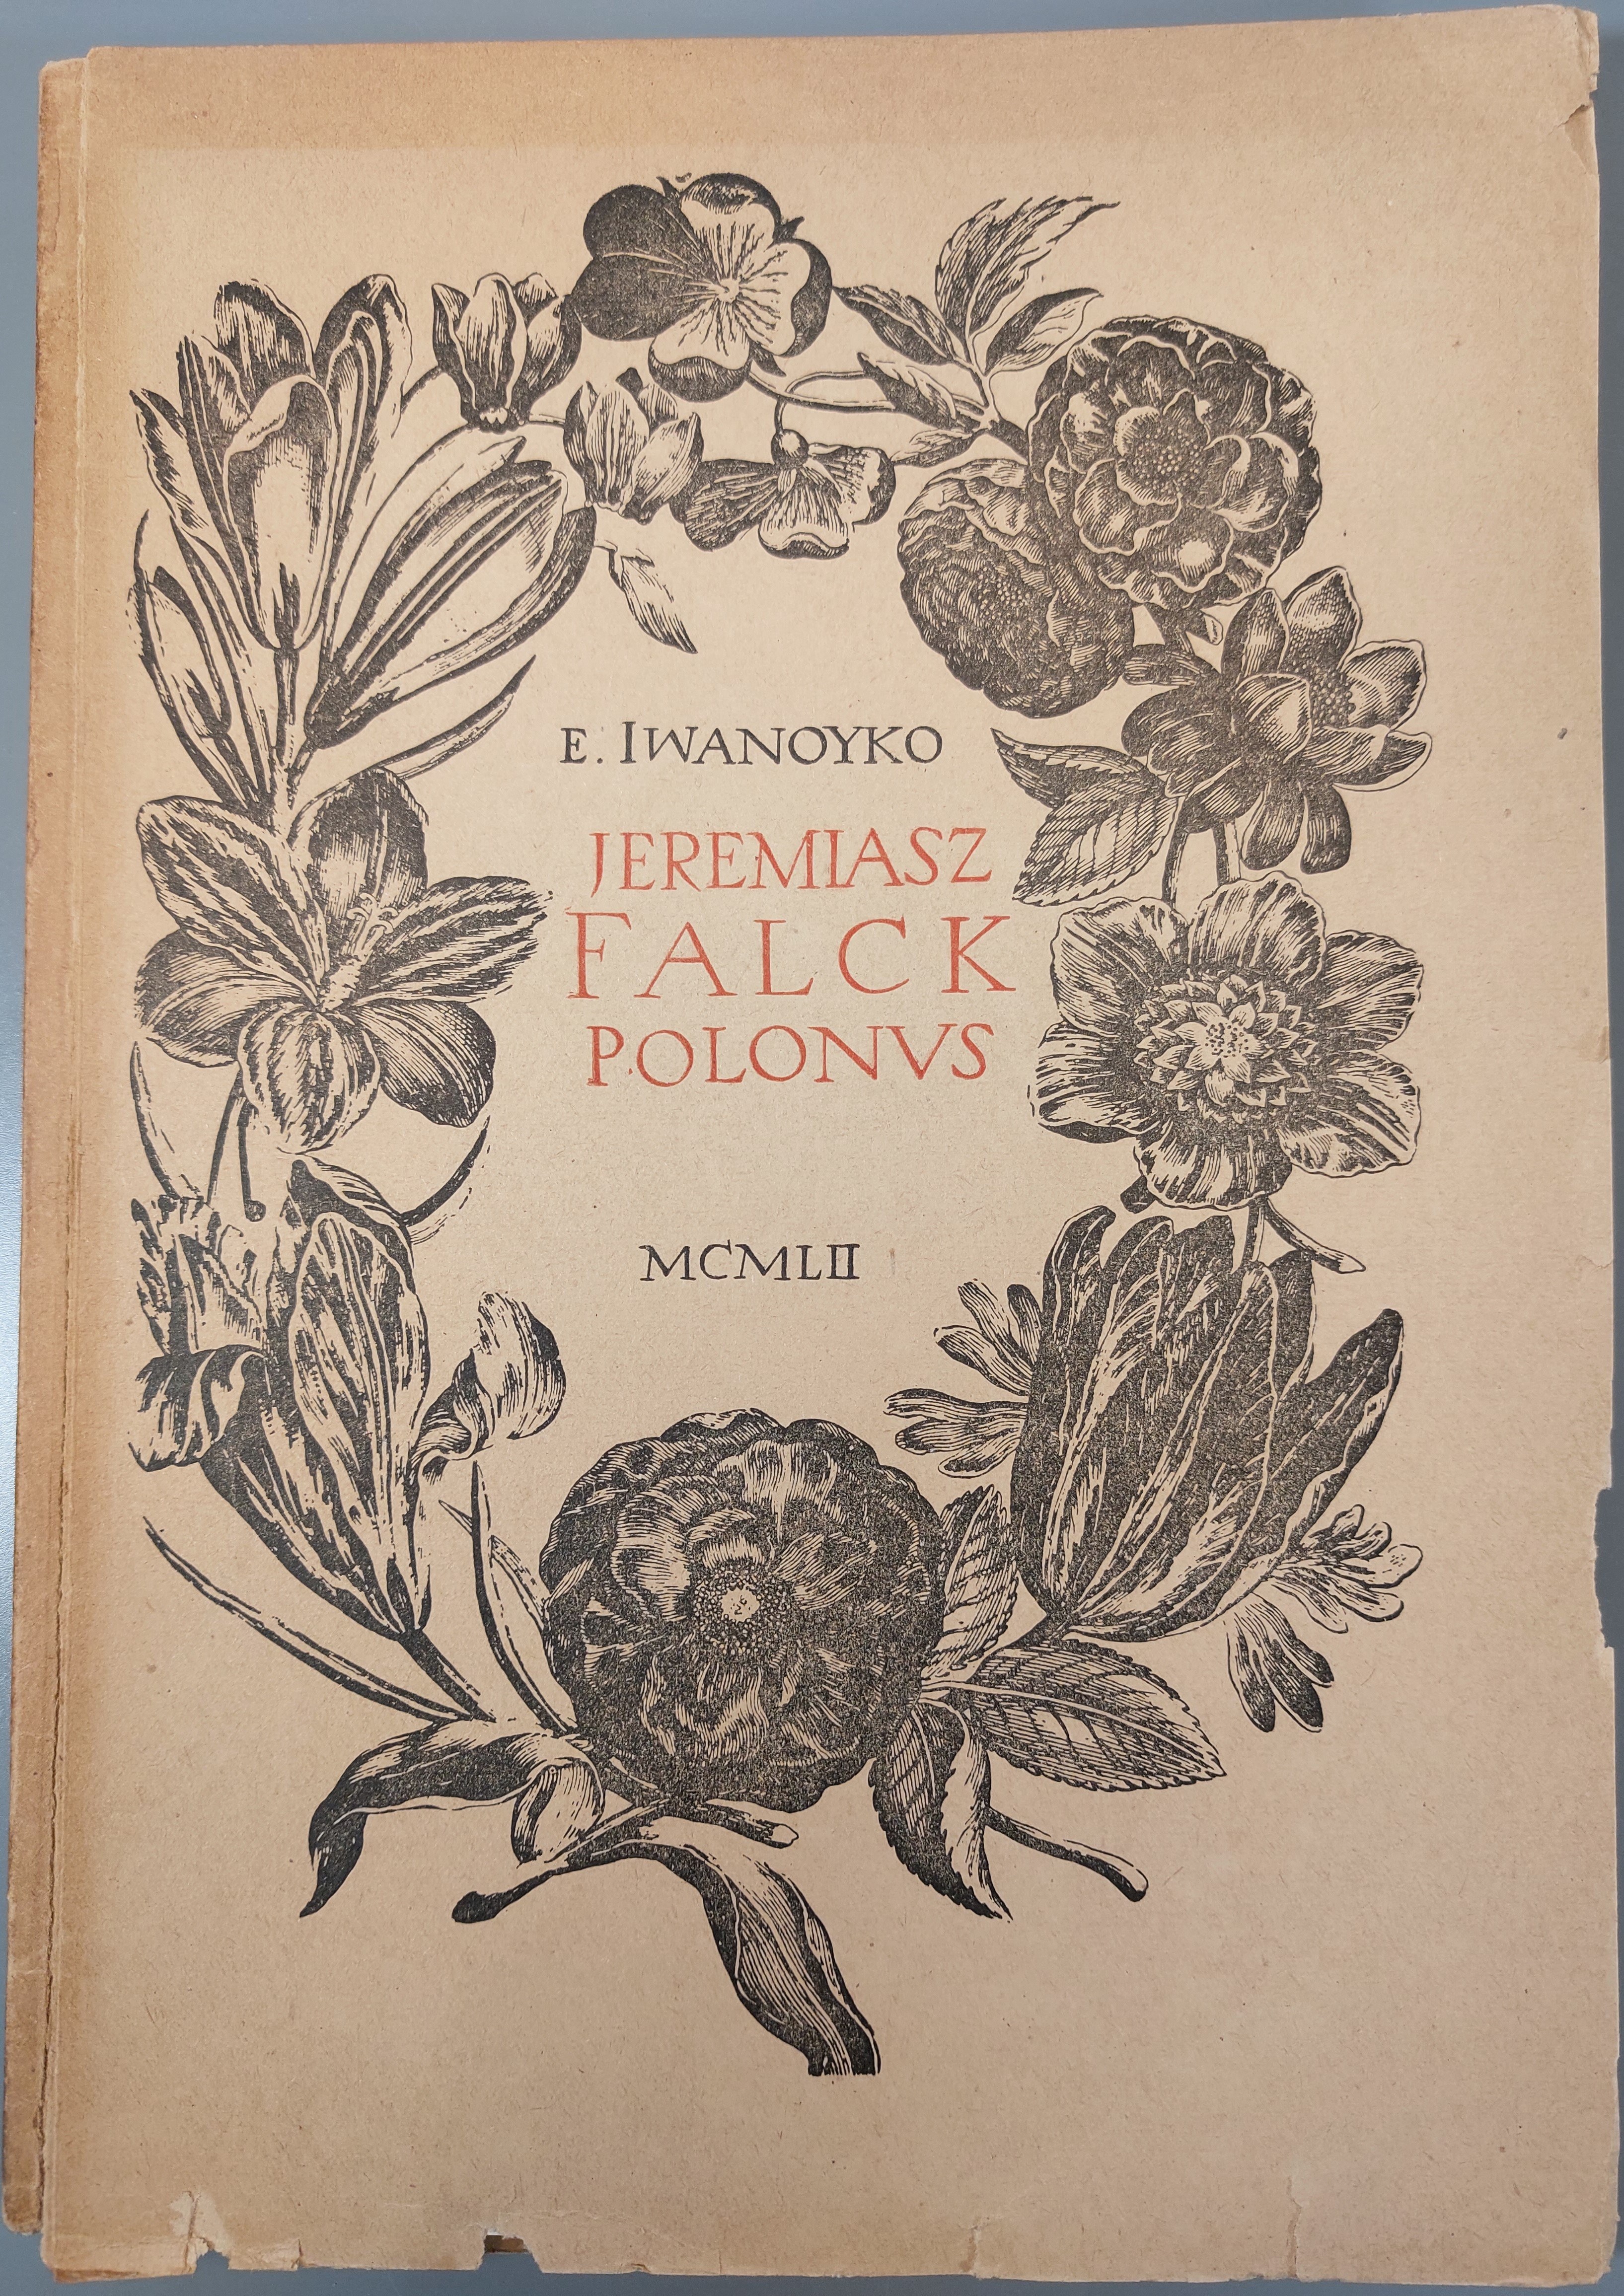 E. IWANOYKO
JEREMIASZ
FALCK
POLONVS
MCMLII